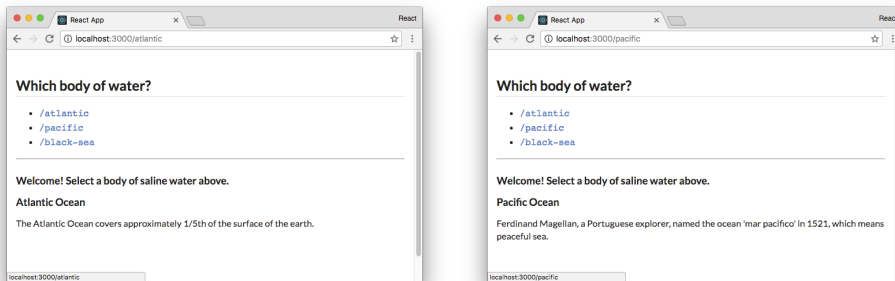 React App
React
localhost:3000/atlantic
Which body of water?
/atlantic
/pacific
/black-sea
Welcome! Select a body of saline water above.
Atlantic Ocean
The Atlantic Ocean covers approximately 1/5th of the surface of the earth.
localhost:3000/atlantic
React App
Reac
localhost:3000/pacific
Which body of water?
/atlantic
/pacific
/black-sea
Welcome! Select a body of saline water above.
Pacific Ocean
Ferdinand Magellan, a Portuguese explorer, named the ocean 'mar pacifico' in 1521, which means
peaceful sea.
localhost:3000/pacific